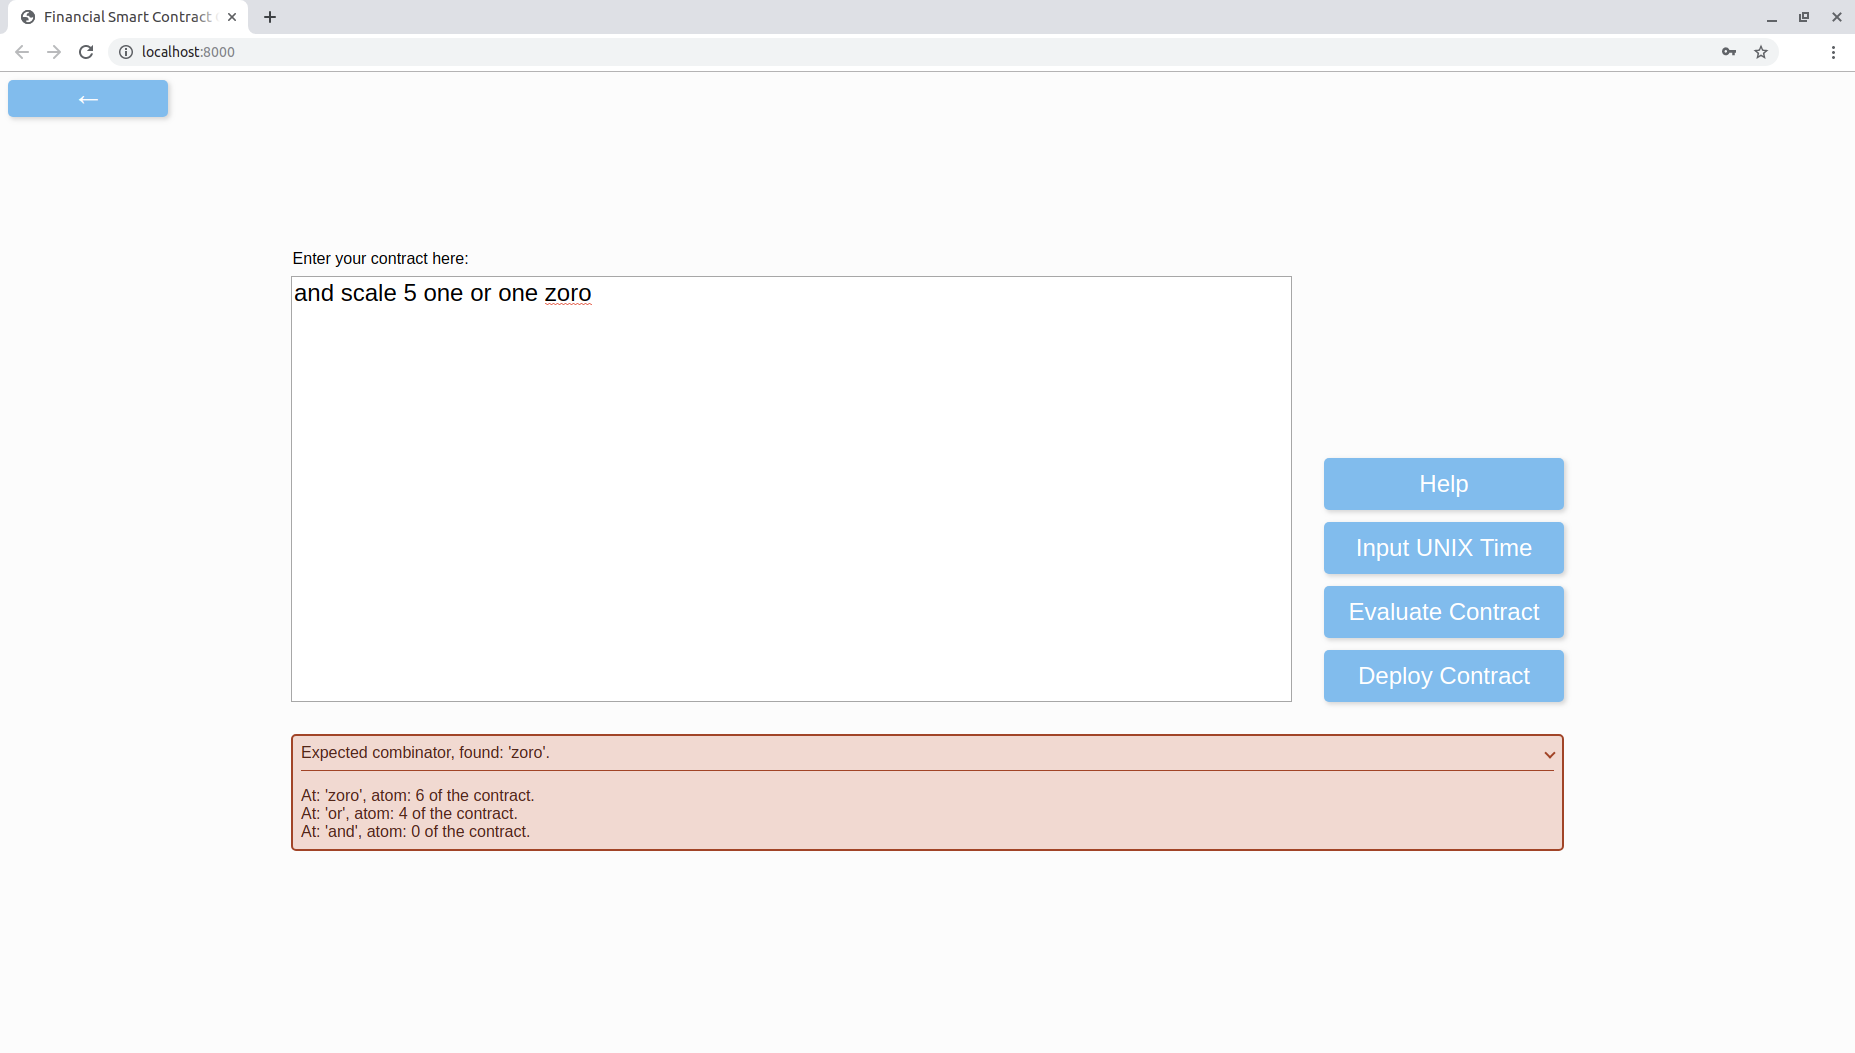 Financial Smart Contract
localhost:8000
←
Enter your contract here:
and scale 5 one or one zoro
Help
Input UNIX Time
Evaluate Contract
Deploy Contract
Expected combinator, found: 'zoro'.
At: 'zoro', atom: 6 of the contract.
At: 'or', atom: 4 of the contract.
At: 'and', atom: 0 of the contract.